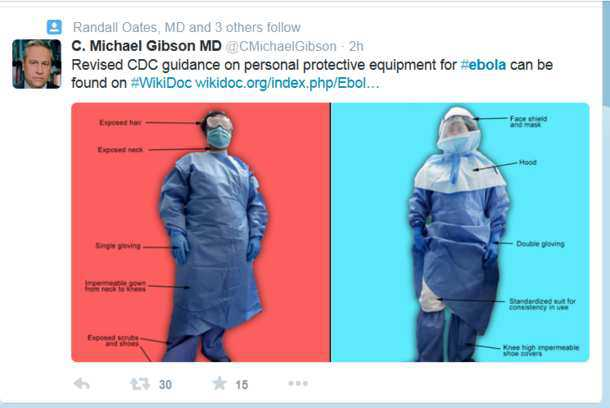 Randall Oates, MD and 3 others follow
C. Michael Gibson MD @CMichaelGibson · 2h
Revised CDC guidance on personal protective equipment for #ebola can be
found on #WikiDoc wikidoc.org/index.php/Ebol…
Exposed hair
Exposed neck
Single gloving
Impermeable gown
from neck to knees
Exposed scrubs
and shoes
Face shield
and mask
Hood
Double gloving
Standardized suit for
consistency in use
Knee high impermeable
shoe covers
30
15